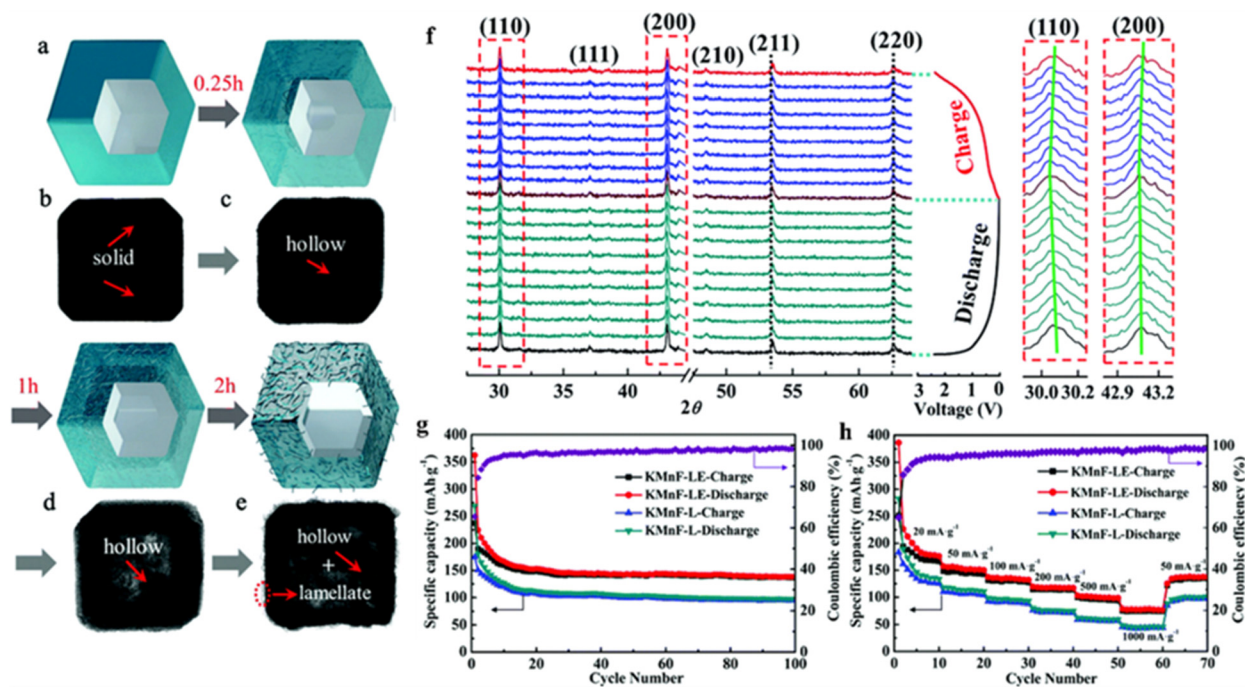 a
0.25h
b
c
solid
hollow
1h
2h
d
e
hollow
hollow
+
lamellate
f
(110)
(111)
(200)
(210)
(211)
(220)
(110)
(200)
Charge
Discharge
30 35 40 50 55 60 3 2 1 0
2θ
Voltage (V)
30.0 30.2 42.9 43.2
g
400
350
300
250
200
150
100
50
0
Specific capacity (mAh g-1)
KMnF-LE-Charge
KMnF-LE-Discharge
KMnF-L-Charge
KMnF-L-Discharge
100
80
60
40
20
0
Coulombic efficiency (%)
0 20 40 60 80 100
Cycle Number
h
400
350
300
250
200
150
100
50
0
Specific capacity (mAh g-1)
KMnF-LE-Charge
KMnF-LE-Discharge
KMnF-L-Charge
KMnF-L-Discharge
20 mA·g-1
50 mA·g-1
100 mA·g-1
200 mA·g-1
500 mA·g-1
1000 mA·g-1
50 mA·g-1
100
80
60
40
20
0
Coulombic efficiency (%)
0 10 20 30 40 50 60 70
Cycle Number